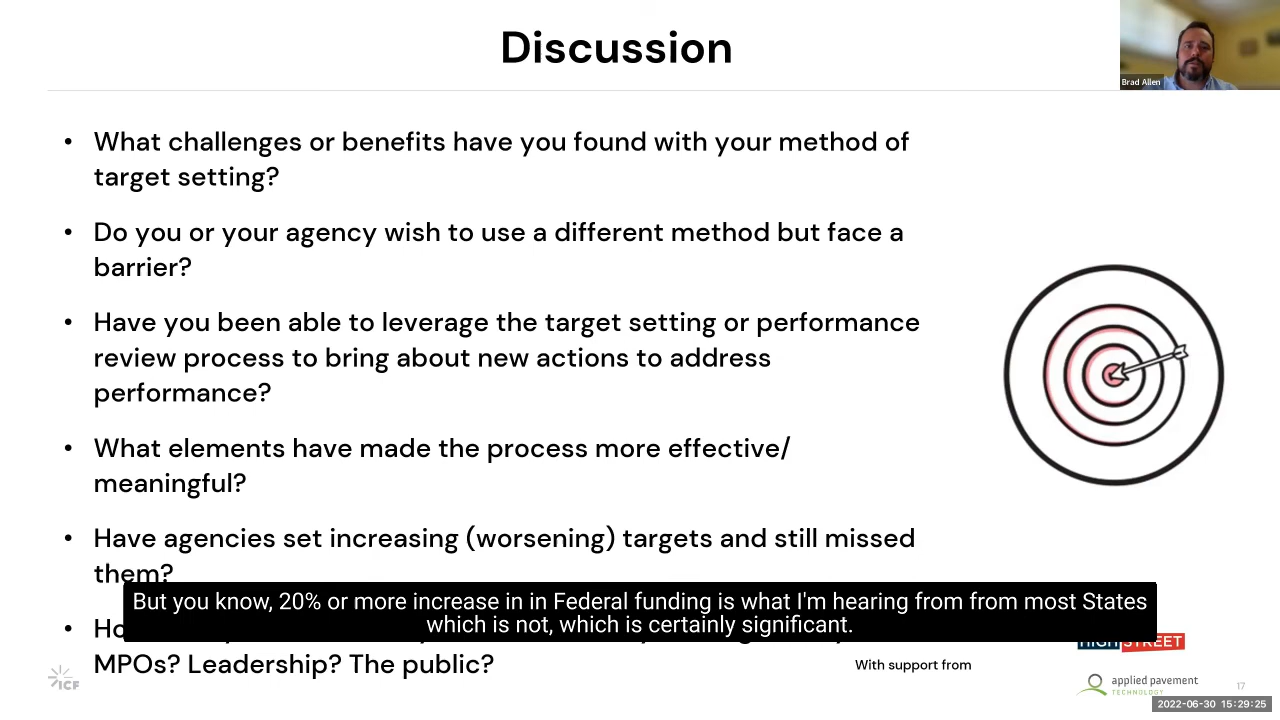 Discussion
Brad Allen
• What challenges or benefits have you found with your method of
target setting?
• Do you or your agency wish to use a different method but face a
barrier?
• Have you been able to leverage the target setting or performance
review process to bring about new actions to address
performance?
• What elements have made the process more effective/
meaningful?
• Have agencies set increasing (worsening) targets and still missed
them?
But you know, 20% or more increase in in Federal funding is what I'm hearing from from most States
which is not, which is certainly significant.
•
MPOs? Leadership? The public?
HIGH STREET
With support from
ICF
applied pavement
TECHNOLOGY
17
2022-06-30 15:29:25